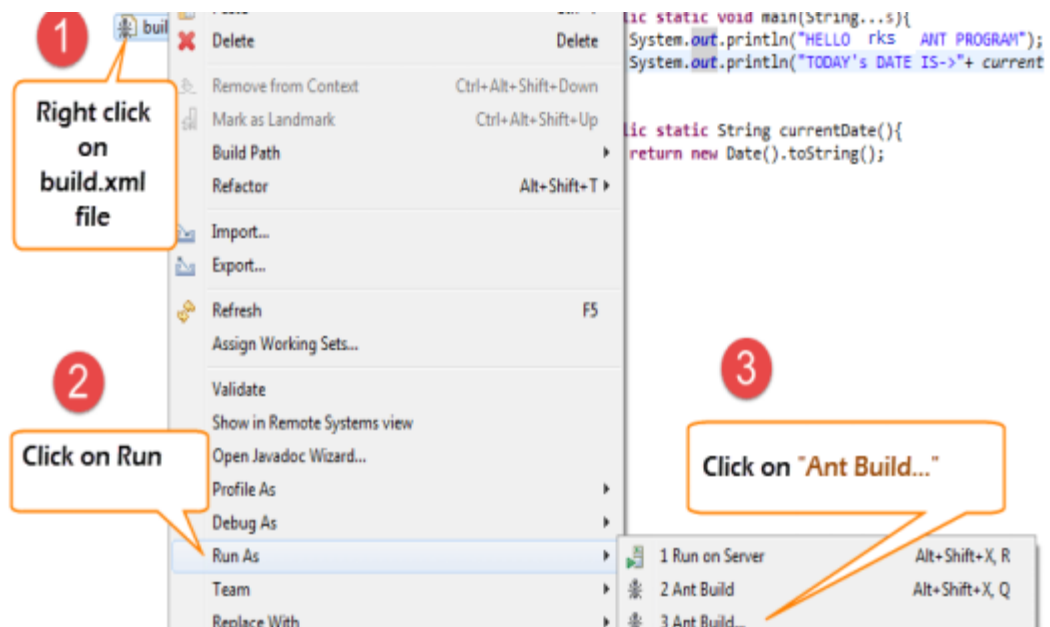 1
buil
Right click
on
build.xml
file
Delete Delete
Remove from Context Ctrl+Alt+Shift+Down
Mark as Landmark Ctrl+Alt+Shift+Up
Build Path
Refactor Alt+Shift+T
Import...
Export...
Refresh F5
Assign Working Sets...
Validate
Show in Remote Systems view
Open Javadoc Wizard...
Profile As
Debug As
Run As
Team
Replace With
2
Click on Run
lic static void main(String...s){
System.out.println("HELLO rks ANT PROGRAM");
System.out.println("TODAY's DATE IS->"+ current
lic static String currentDate(){
return new Date().toString();
3
Click on "Ant Build..."
1 Run on Server Alt+Shift+X, R
2 Ant Build Alt+Shift+X, Q
3 Ant Build...